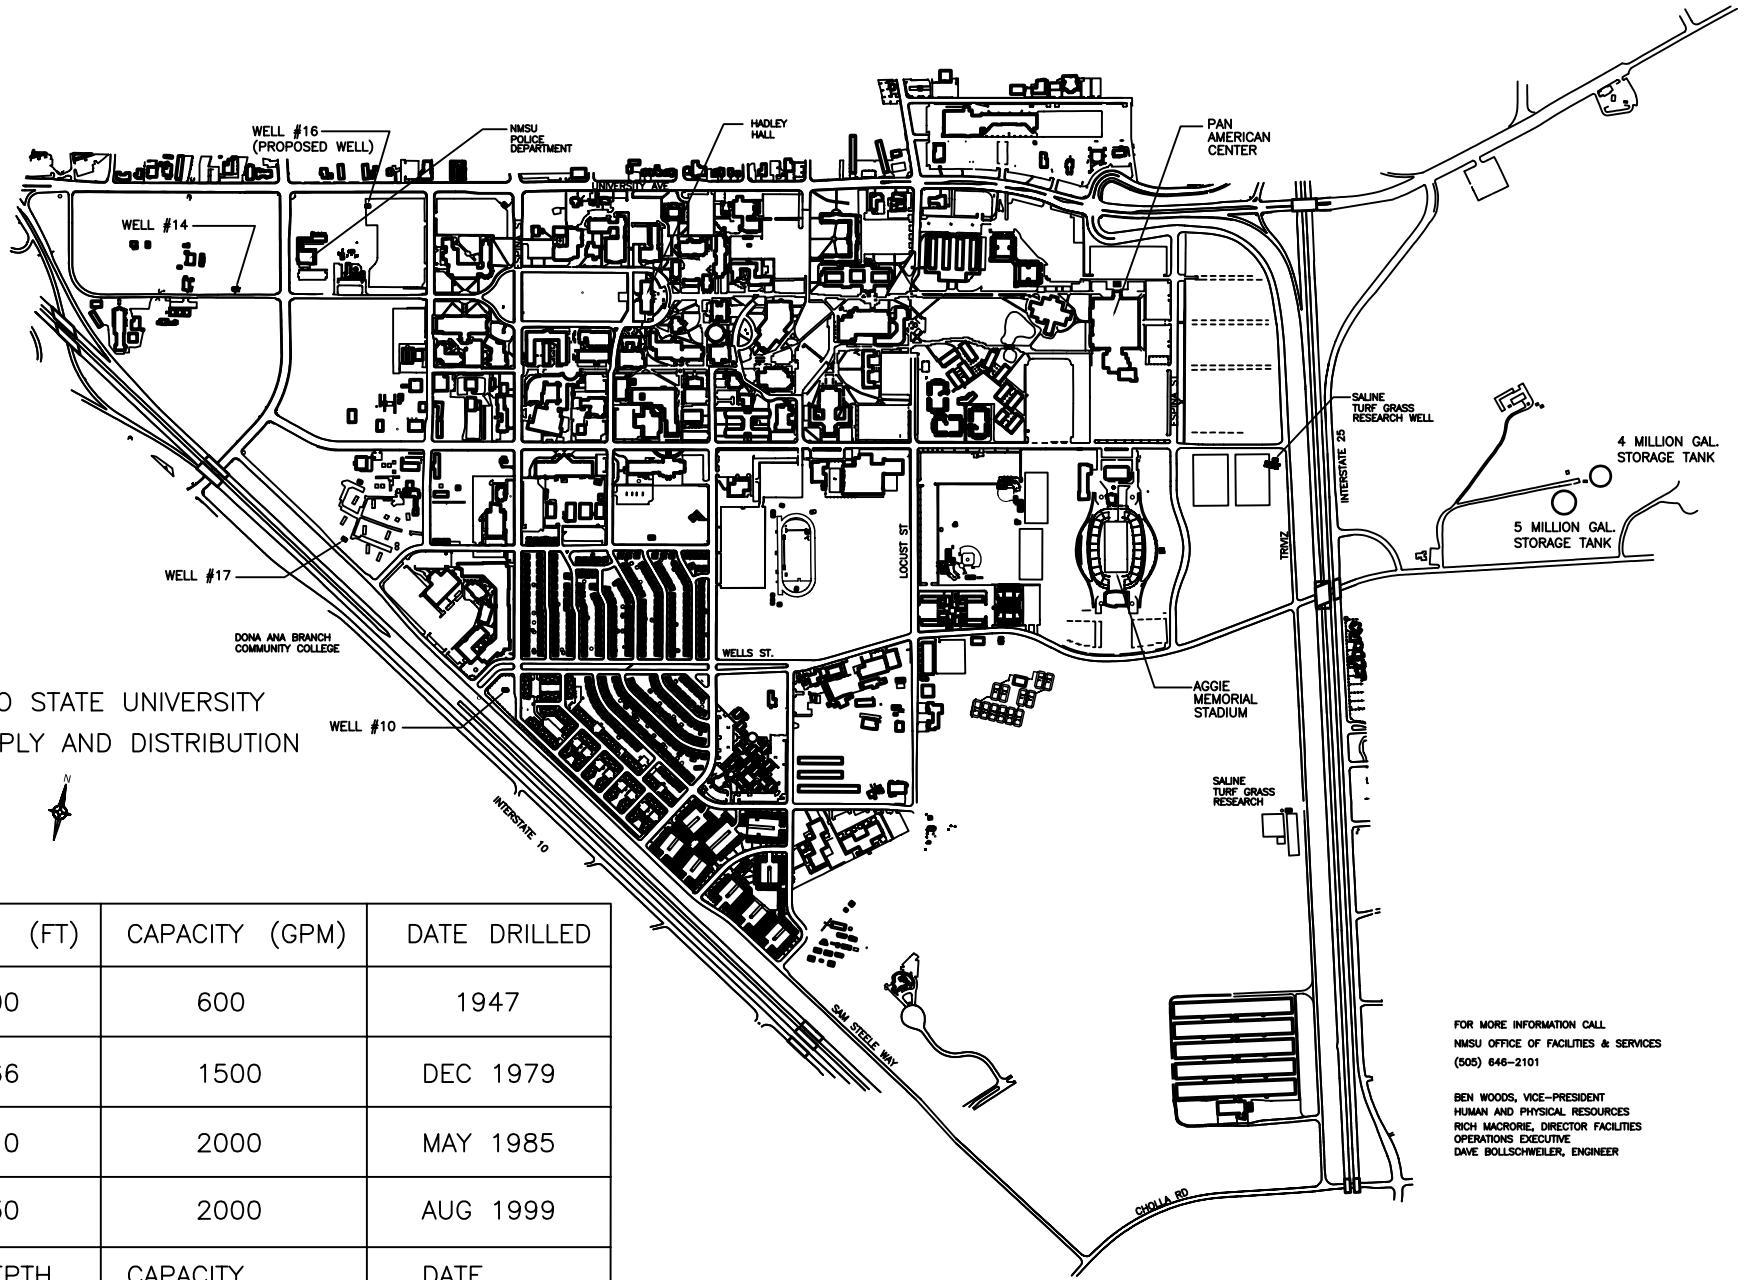 WELL #16
(PROPOSED WELL)
NMSU
POLICE
DEPARTMENT
HADLEY
HALL
PAN
AMERICAN
CENTER
UNIVERSITY AVE
WELL #14
ESPINA ST
SALINE
TURF GRASS
RESEARCH WELL
INTERSTATE 25
4 MILLION GAL.
STORAGE TANK
5 MILLION GAL.
STORAGE TANK
LOCUST ST
TRIVIZ
WELL #17
DONA ANA BRANCH
COMMUNITY COLLEGE
WELLS ST.
O STATE UNIVERSITY
PLY AND DISTRIBUTION
WELL #10
AGGIE
MEMORIAL
STADIUM
N
INTERSTATE 10
SALINE
TURF GRASS
RESEARCH
(FT) CAPACITY (GPM) DATE DRILLED
600 1947
1500 DEC 1979
2000 MAY 1985
2000 AUG 1999
CAPACITY DATE
SAM STEELE WAY
CHOLLA RD
FOR MORE INFORMATION CALL
NMSU OFFICE OF FACILITIES & SERVICES
(505) 646-2101
BEN WOODS, VICE-PRESIDENT
HUMAN AND PHYSICAL RESOURCES
RICH MACRORIE, DIRECTOR FACILITIES
OPERATIONS EXECUTIVE
DAVE BOLLSCHWEILER, ENGINEER